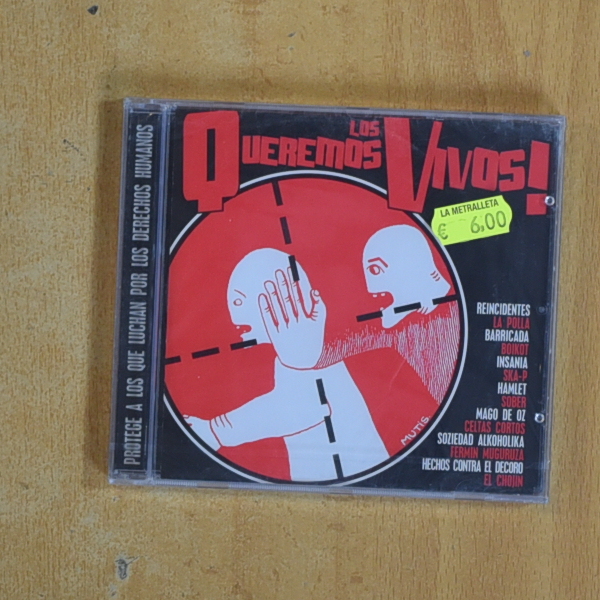 LOS
QUEREMOS VIVOS!
LA METRALLETA
€ 6,00
PROTEGE A LOS QUE LUCHAN POR LOS DERECHOS HUMANOS
REINCIDENTES
LA POLLA
BARRICADA
BOIKOT
INSANIA
SKA-P
HAMLET
SOBER
MAGO DE OZ
CELTAS CORTOS
SOZIEDAD ALKOHOLIKA
FERMIN MUGURUZA
HECHOS CONTRA EL DECORO
EL CHOJIN
MUTIS